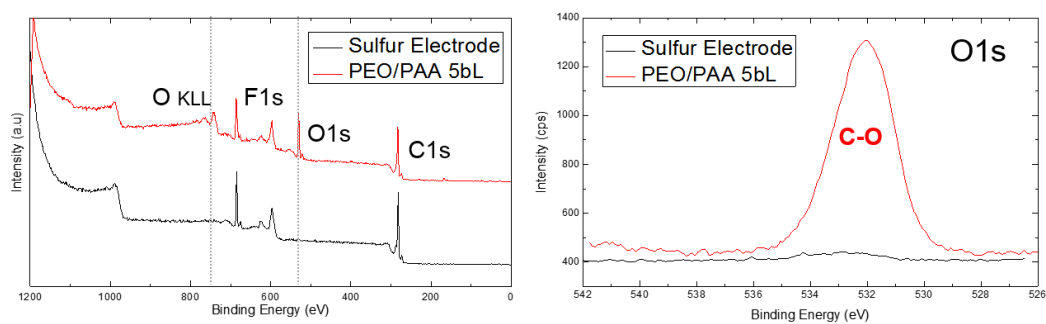 Sulfur Electrode
PEO/PAA 5bL
O KLL
F1s
O1s
C1s
Intensity (a.u)
1200 1000 800 600 400 200 0
Binding Energy (eV)
1400
1200
1000
800
600
400
Sulfur Electrode
PEO/PAA 5bL
O1s
C-O
Intensity (cps)
542 540 538 536 534 532 530 528 526
Binding Energy (eV)